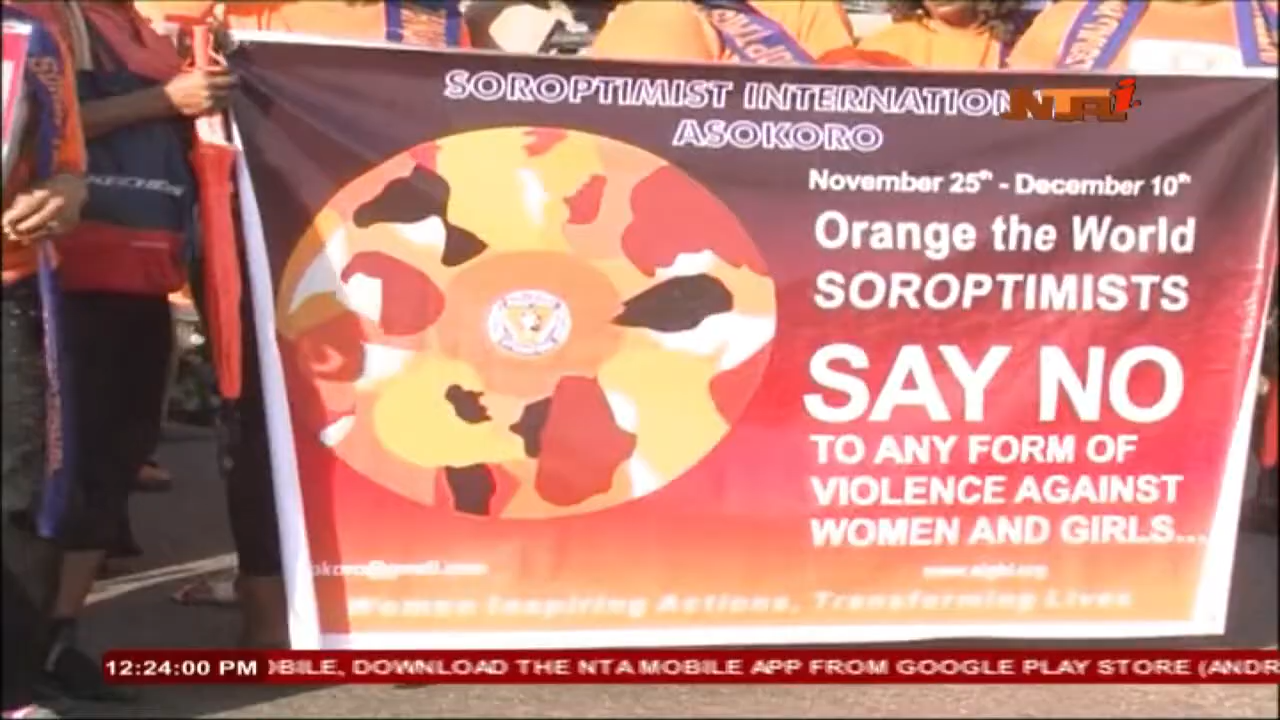 SOROPTIMIST INTERNATION
NTAi
ASOKORO
November 25th - December 10th
Orange the World
SOROPTIMISTS
SAY NO
TO ANY FORM OF
VIOLENCE AGAINST
WOMEN AND GIRLS...
Women Inspiring Actions, Transforming Lives
12:24:00 PM OBILE, DOWNLOAD THE NTA MOBILE APP FROM GOOGLE PLAY STORE (ANDR